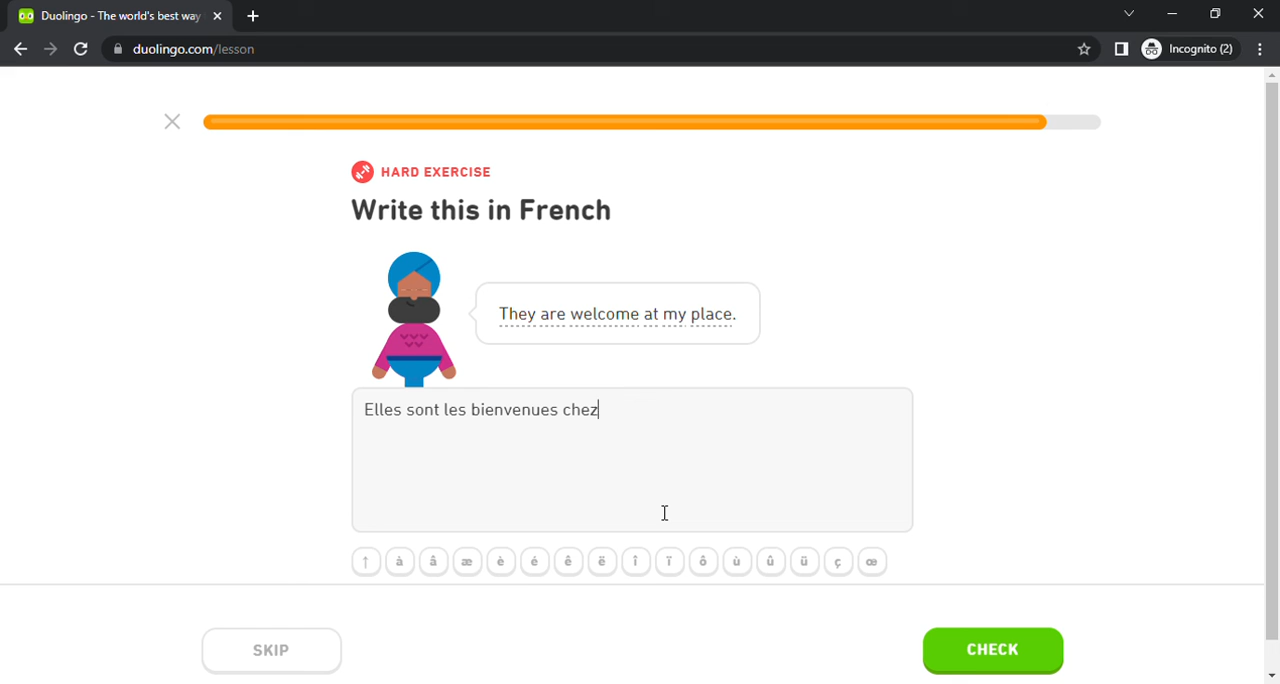 Duolingo - The world's best way
duolingo.com/lesson
Incognito (2)
HARD EXERCISE
Write this in French
They are welcome at my place.
Elles sont les bienvenues chez
↑ à â æ è é ê ë î ï ô ù û ü ç œ
SKIP
CHECK